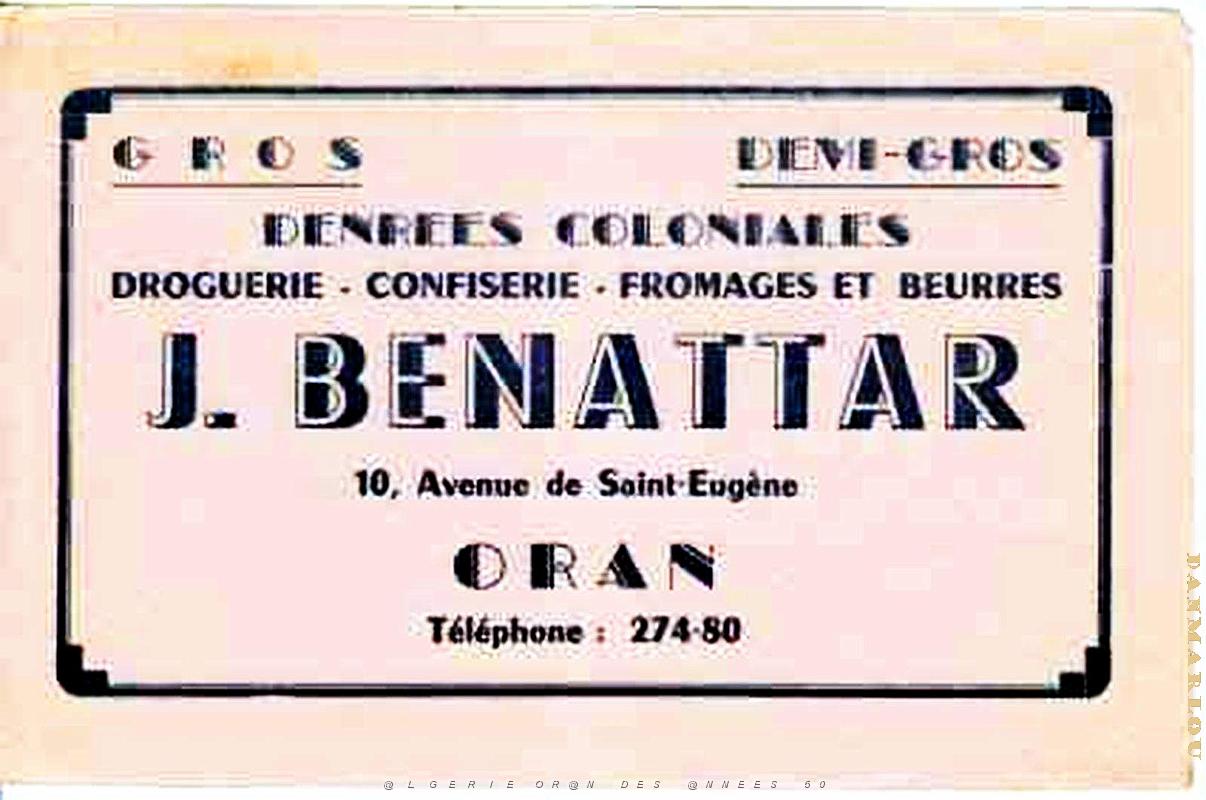 GROS DEMI-GROS
DENREES COLONIALES
DROGUERIE - CONFISERIE - FROMAGES ET BEURRES
J. BENATTAR
10, Avenue de Saint-Eugène
ORAN
Téléphone : 274-80
DANMARLOU
@LGERIE OR@N DES @NNEES 50